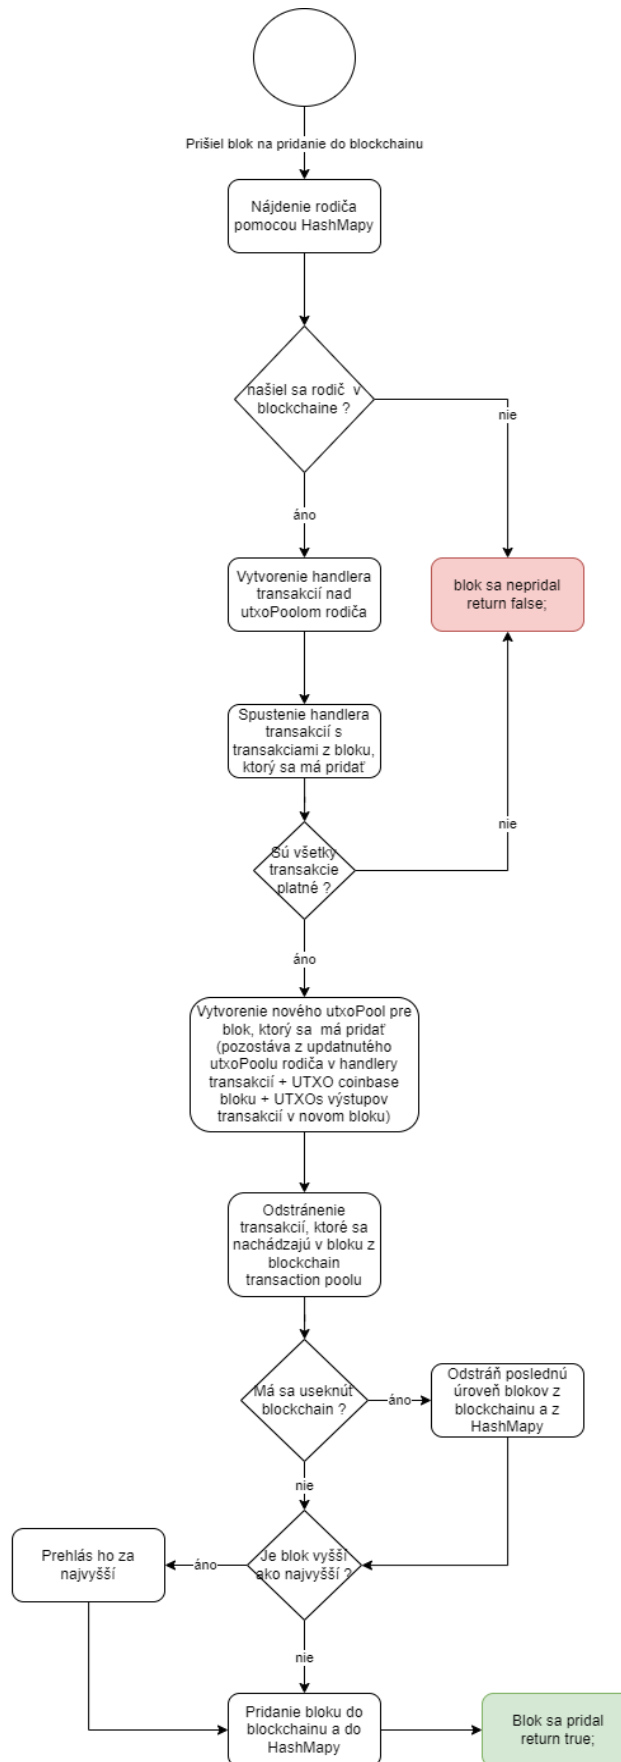 Prišiel blok na pridanie do blockchainu
Nájdenie rodiča
pomocou HashMapy
našiel sa rodič v
blockchaine ?
nie
áno
Vytvorenie handlera
transakcií nad
utxoPoolom rodiča
blok sa nepridal
return false;
Spustenie handlera
transakcií s
transakciami z bloku,
ktorý sa má pridať
nie
Sú všetky
transakcie
platné ?
áno
Vytvorenie nového utxoPool pre
blok, ktorý sa má pridať
(pozostáva z updatnutého
utxoPoolu rodiča v handlery
transakcií + UTXO coinbase
bloku + UTXOs výstupov
transakcií v novom bloku)
Odstránenie
transakcií, ktoré sa
nachádzajú v bloku z
blockchain
transaction poolu
Má sa useknúť
blockchain ?
áno
Odstráň poslednú
úroveň blokov z
blockchainu a z
HashMapy
nie
Prehlás ho za
najvyšší
áno
Je blok vyšší
ako najvyšší ?
nie
Pridanie bloku do
blockchainu a do
HashMapy
Blok sa pridal
return true;